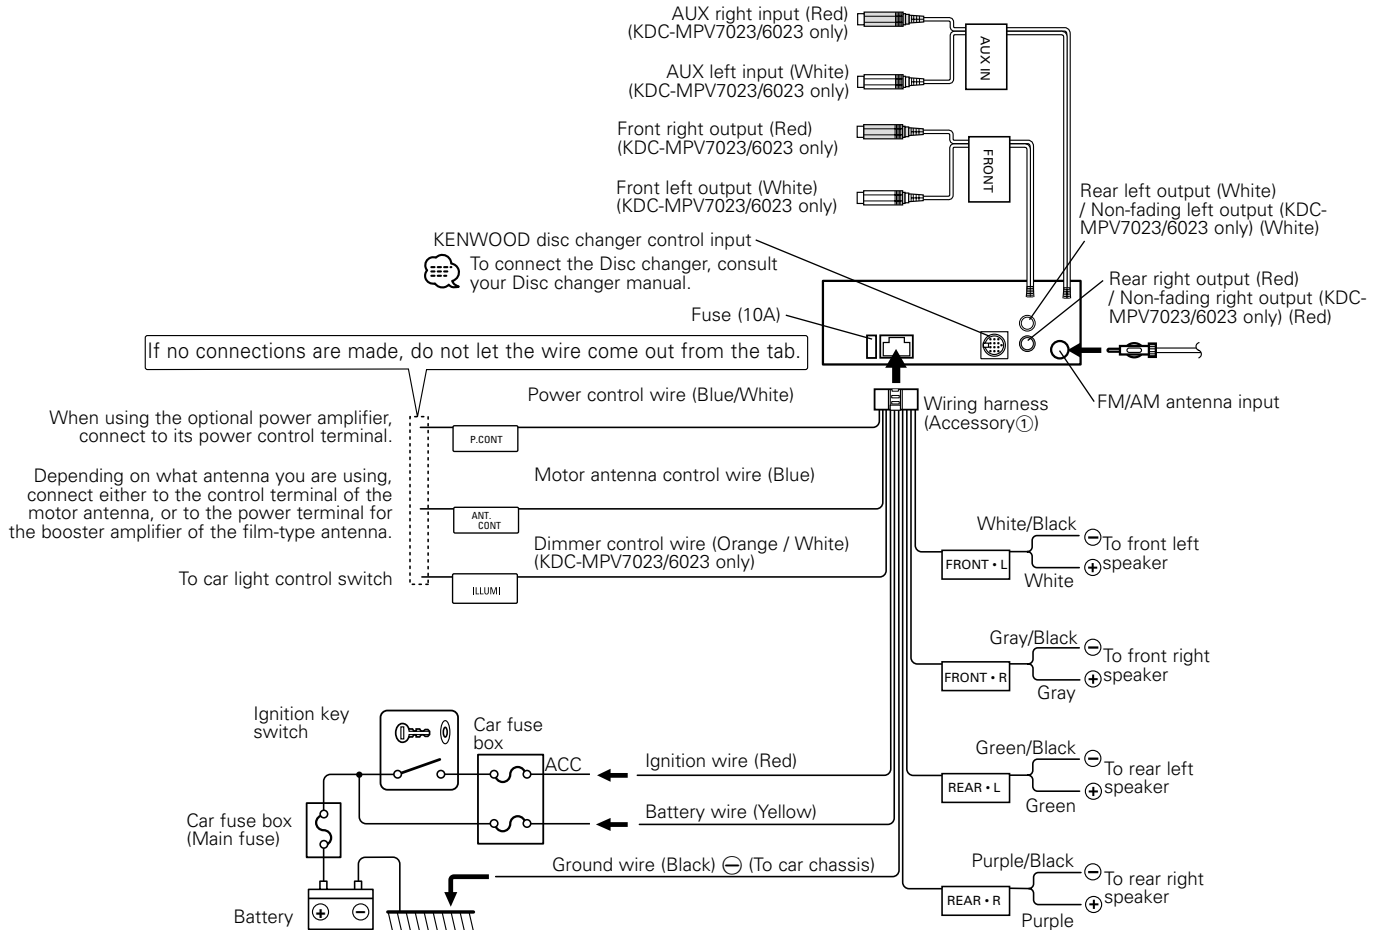 AUX right input (Red)
(KDC-MPV7023/6023 only)
AUX left input (White)
(KDC-MPV7023/6023 only)
AUX IN
Front right output (Red)
(KDC-MPV7023/6023 only)
Front left output (White)
(KDC-MPV7023/6023 only)
FRONT
Rear left output (White)
/ Non-fading left output (KDC-
MPV7023/6023 only) (White)
KENWOOD disc changer control input
To connect the Disc changer, consult
your Disc changer manual.
Rear right output (Red)
/ Non-fading right output (KDC-
MPV7023/6023 only) (Red)
Fuse (10A)
If no connections are made, do not let the wire come out from the tab.
FM/AM antenna input
Wiring harness
(Accessory①)
Power control wire (Blue/White)
When using the optional power amplifier,
connect to its power control terminal.
P.CONT
Motor antenna control wire (Blue)
Depending on what antenna you are using,
connect either to the control terminal of the
motor antenna, or to the power terminal for
the booster amplifier of the film-type antenna.
ANT.
CONT
Dimmer control wire (Orange / White)
(KDC-MPV7023/6023 only)
To car light control switch
ILLUMI
White/Black
⊖
To front left
speaker
FRONT • L
⊕
White
Gray/Black
⊖
To front right
speaker
FRONT • R
⊕
Gray
Ignition key
switch
Car fuse
box
ACC
Ignition wire (Red)
Green/Black
⊖
To rear left
speaker
REAR • L
⊕
Green
Battery wire (Yellow)
Car fuse box
(Main fuse)
Ground wire (Black) ⊖ (To car chassis)
Purple/Black
⊖
To rear right
speaker
REAR • R
⊕
Purple
Battery
⊕ ⊖